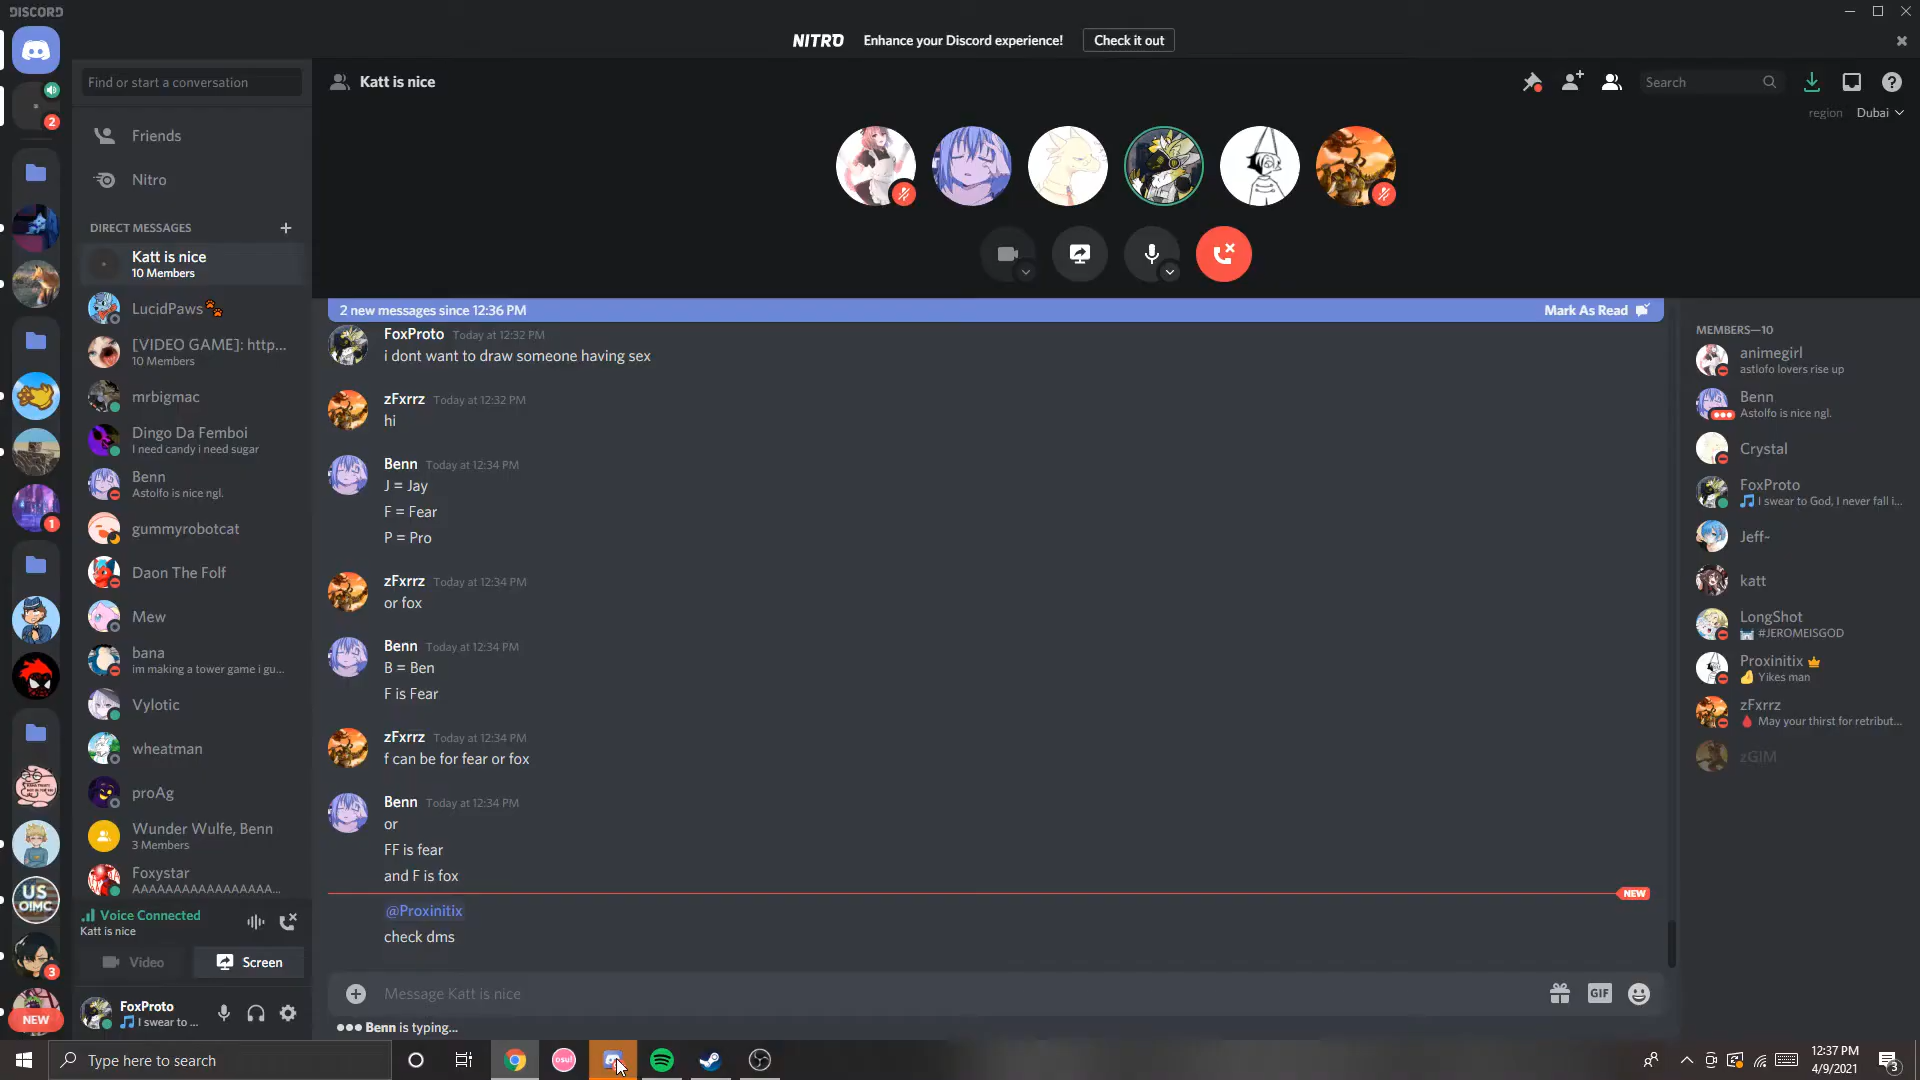 DISCORD
NITRO Enhance your Discord experience! Check it out
Find or start a conversation
Katt is nice
Search
region Dubai
2
Friends
Nitro
DIRECT MESSAGES
Katt is nice
10 Members
LucidPaws
[VIDEO GAME]: http...
10 Members
mrbigmac
Dingo Da Femboi
I need candy i need sugar
Benn
Astolfo is nice ngl.
1
gummyrobotcat
Daon The Folf
Mew
bana
im making a tower game i gu...
Vylotic
wheatman
proAg
Wunder Wulfe, Benn
3 Members
Foxystar
AAAAAAAAAAAAAAAAA...
US
OIMC
Voice Connected
Katt is nice
Video
Screen
3
NEW
FoxProto
I swear to ...
2 new messages since 12:36 PM
Mark As Read
FoxProto Today at 12:32 PM
i dont want to draw someone having sex
zFxrrz Today at 12:32 PM
hi
Benn Today at 12:34 PM
J = Jay
F = Fear
P = Pro
zFxrrz Today at 12:34 PM
or fox
Benn Today at 12:34 PM
B = Ben
F is Fear
zFxrrz Today at 12:34 PM
f can be for fear or fox
Benn Today at 12:34 PM
or
FF is fear
and F is fox
NEW
@Proxinitix
check dms
Message Katt is nice
GIF
Benn is typing...
MEMBERS—10
animegirl
astlofo lovers rise up
Benn
Astolfo is nice ngl.
Crystal
FoxProto
I swear to God, I never fall i...
Jeff~
katt
LongShot
#JEROMEISGOD
Proxinitix
Yikes man
zFxrrz
May your thirst for retribut...
zGIM
Type here to search
osu!
12:37 PM
4/9/2021
3